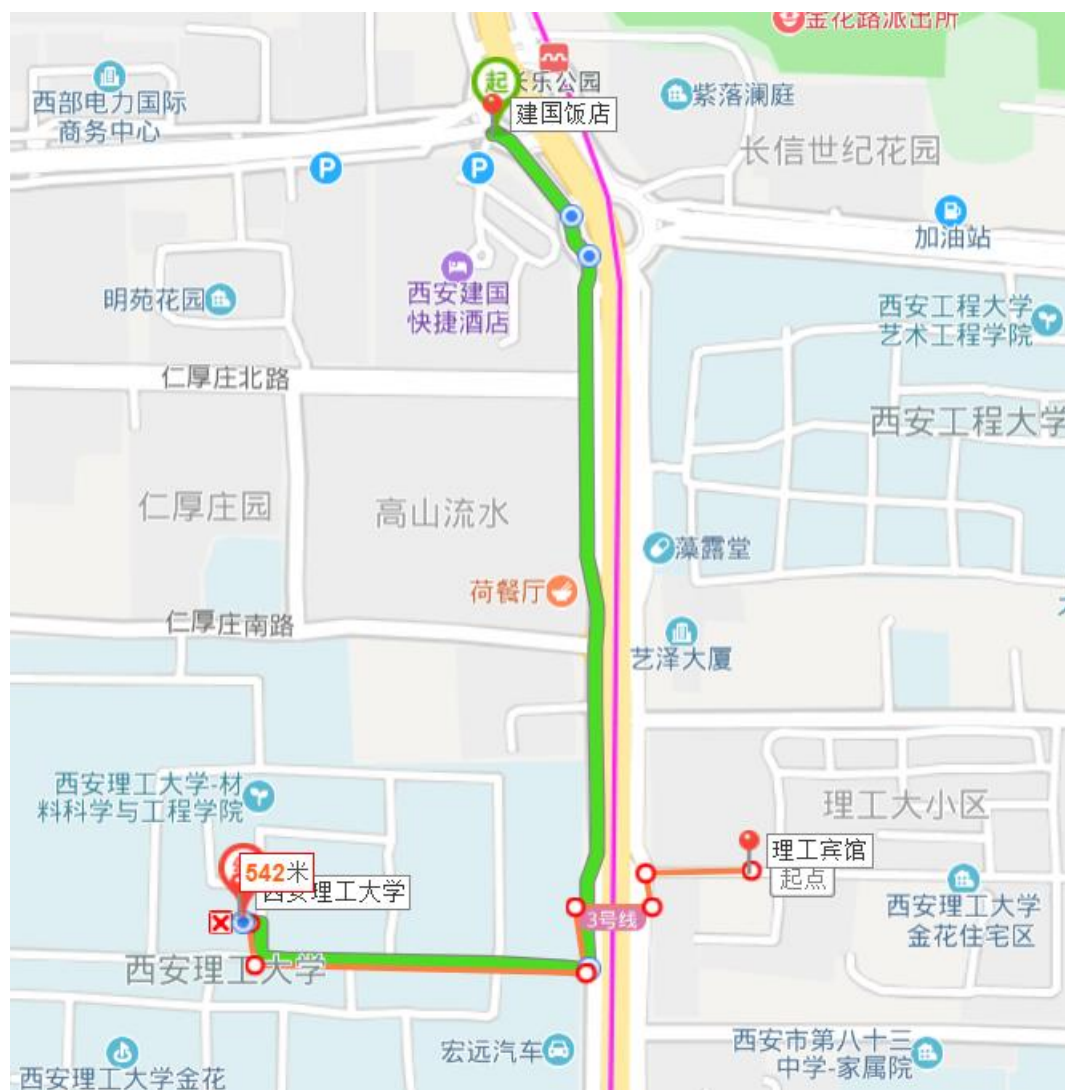 金花路派出所
起
长乐公园
建国饭店
西部电力国际
商务中心
紫落澜庭
长信世纪花园
P
P
加油站
明苑花园
西安建国
快捷酒店
西安工程大学
艺术工程学院
仁厚庄北路
西安工程大学
仁厚庄园
高山流水
藻露堂
荷餐厅
仁厚庄南路
艺泽大厦
西安理工大学-材
料科学与工程学院
理工大小区
理工宾馆
起点
542米
西安理工大学
3号线
西安理工大学
金花住宅区
西安理工大学
宏远汽车
西安市第八十三
中学-家属院
西安理工大学金花